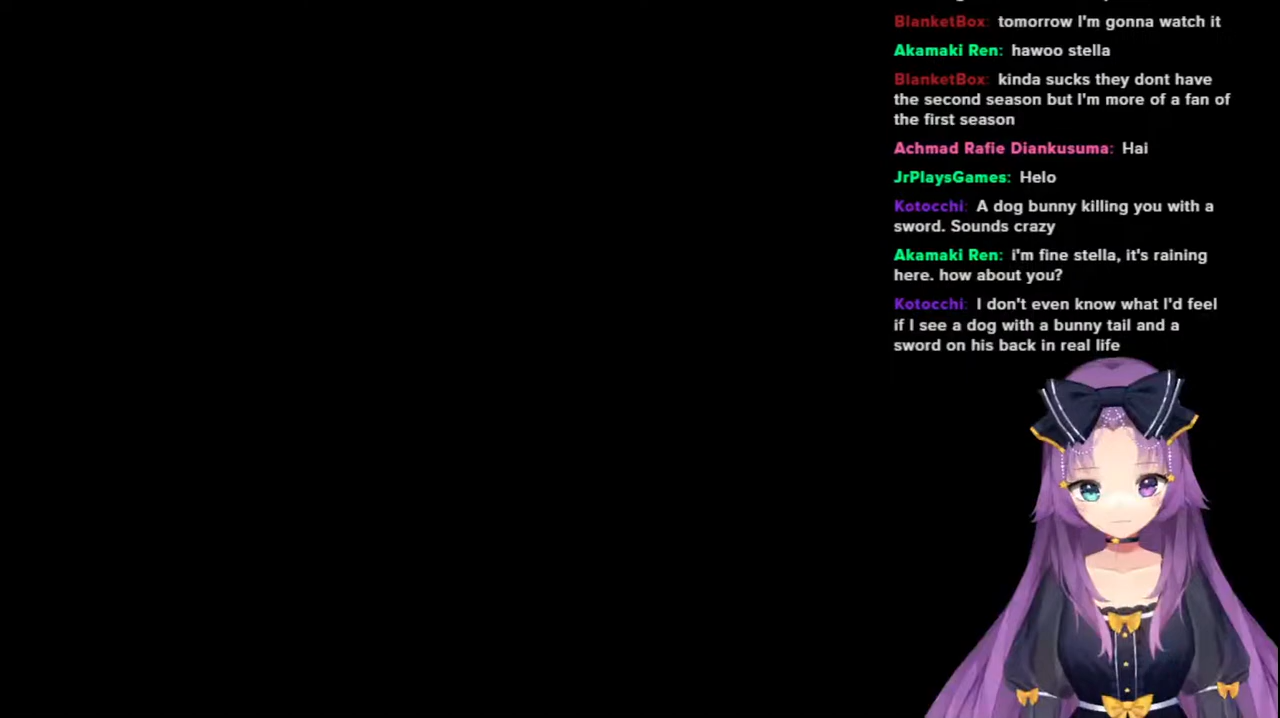 BlanketBox: tomorrow I'm gonna watch it
Akamaki Ren: hawoo stella
BlanketBox: kinda sucks they dont have
the second season but I'm more of a fan of
the first season
Achmad Rafie Diankusuma: Hai
JrPlaysGames: Helo
Kotocchi: A dog bunny killing you with a
sword. Sounds crazy
Akamaki Ren: i'm fine stella, it's raining
here. how about you?
Kotocchi: I don't even know what I'd feel
if I see a dog with a bunny tail and a
sword on his back in real life